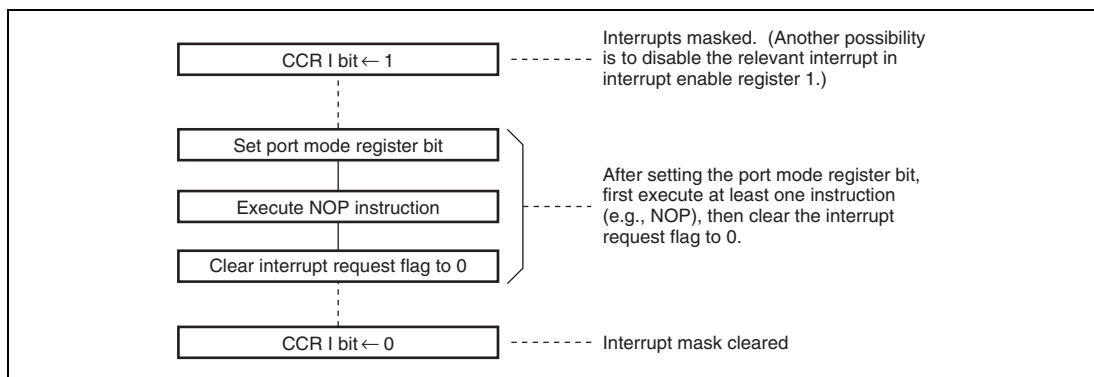 CCR I bit ← 1
Interrupts masked. (Another possibility
is to disable the relevant interrupt in
interrupt enable register 1.)
Set port mode register bit
Execute NOP instruction
Clear interrupt request flag to 0
After setting the port mode register bit,
first execute at least one instruction
(e.g., NOP), then clear the interrupt
request flag to 0.
CCR I bit ← 0
Interrupt mask cleared